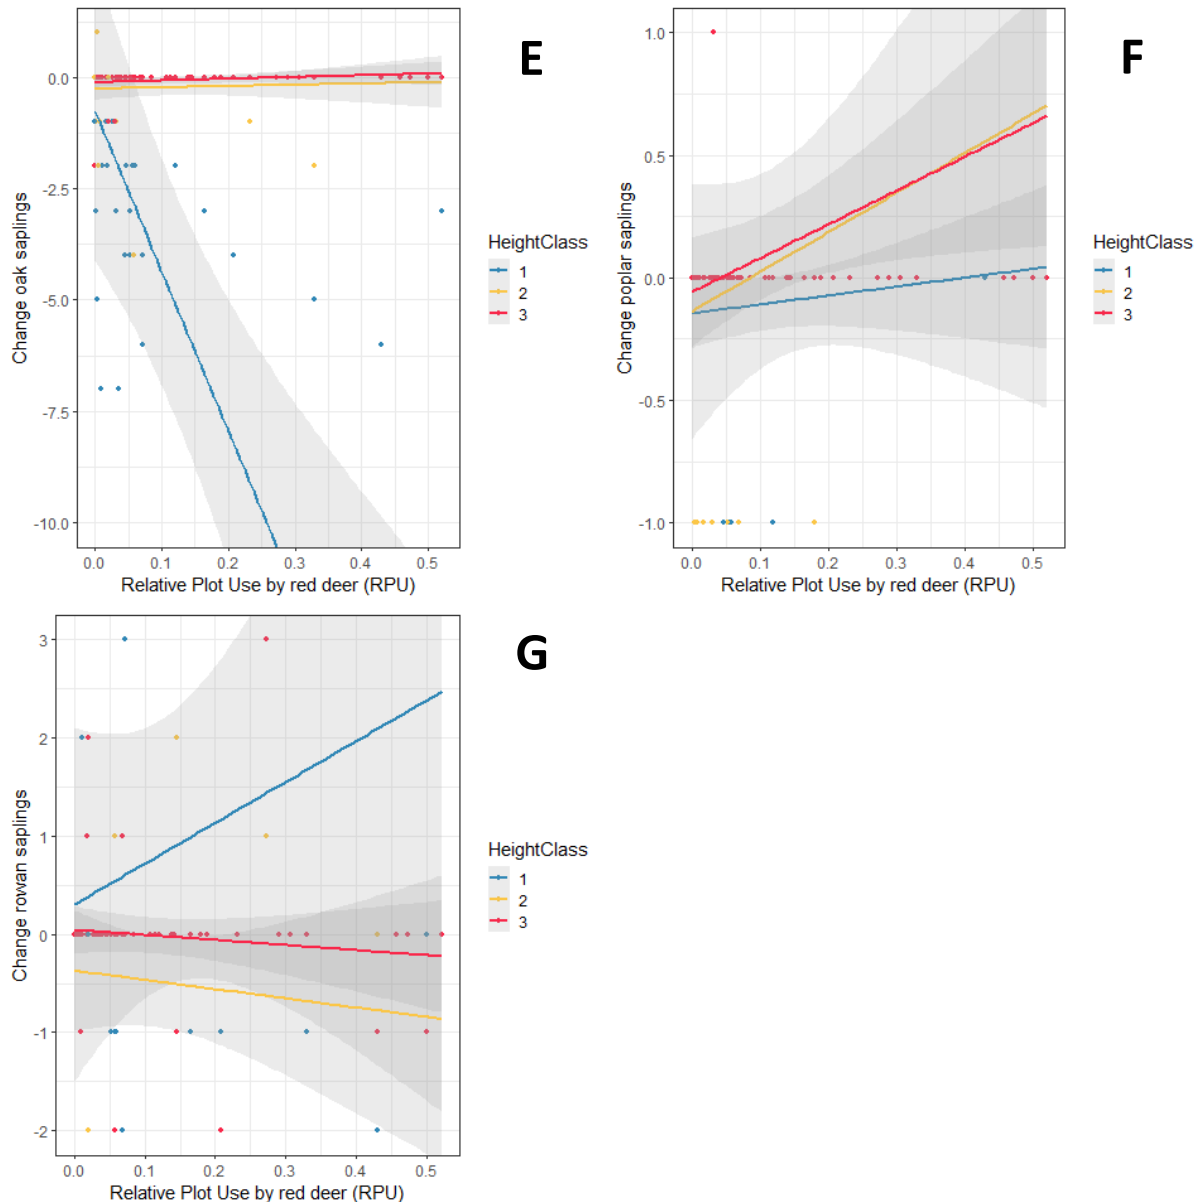 E
0.0
-2.5
-5.0
-7.5
-10.0
Change oak saplings
0.0 0.1 0.2 0.3 0.4 0.5
Relative Plot Use by red deer (RPU)
HeightClass
1
2
3
F
1.0
0.5
0.0
-0.5
-1.0
Change poplar saplings
0.0 0.1 0.2 0.3 0.4 0.5
Relative Plot Use by red deer (RPU)
HeightClass
1
2
3
G
3
2
1
0
-1
-2
Change rowan saplings
0.0 0.1 0.2 0.3 0.4 0.5
Relative Plot Use by red deer (RPU)
HeightClass
1
2
3